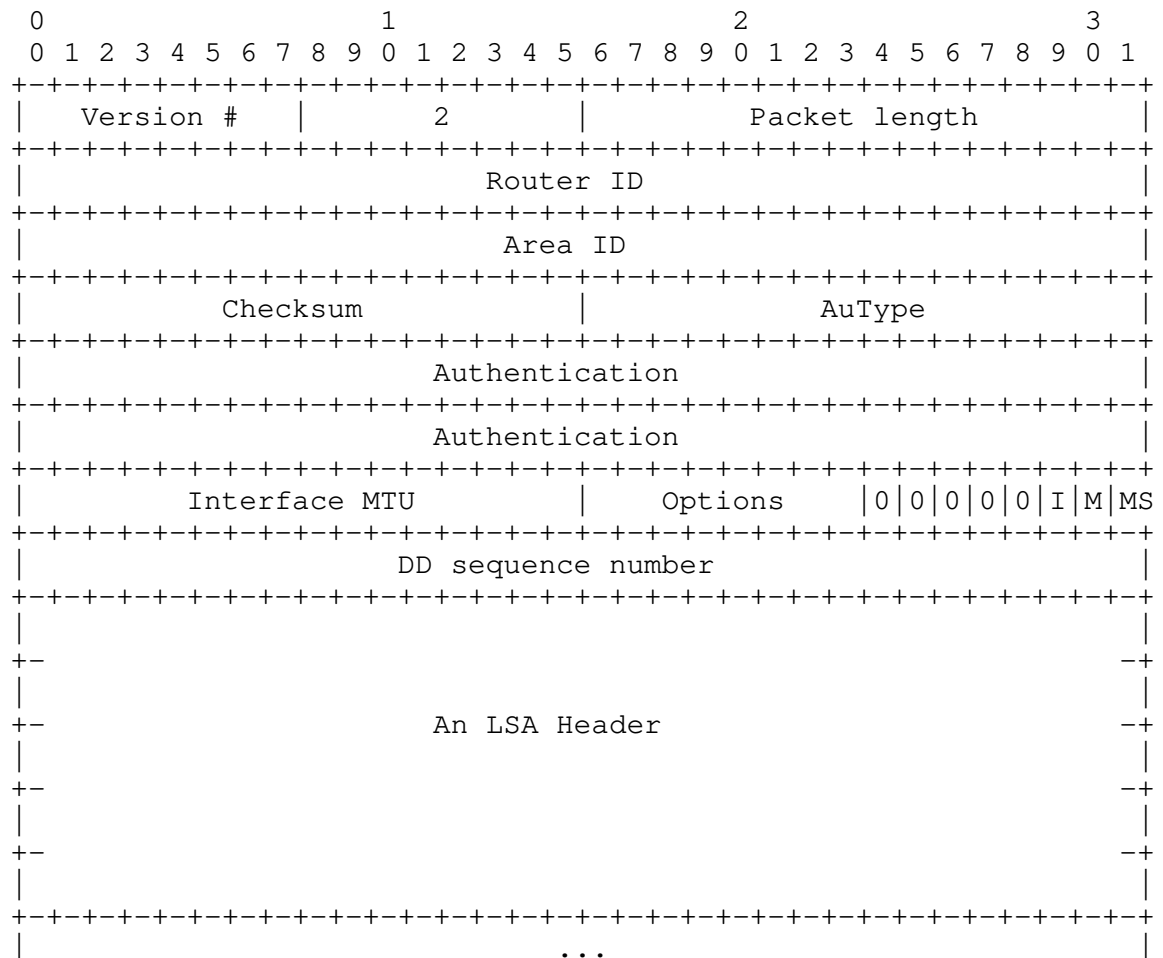 0                   1                   2                   3
 0 1 2 3 4 5 6 7 8 9 0 1 2 3 4 5 6 7 8 9 0 1 2 3 4 5 6 7 8 9 0 1
+-+-+-+-+-+-+-+-+-+-+-+-+-+-+-+-+-+-+-+-+-+-+-+-+-+-+-+-+-+-+-+-+
|   Version #   |       2       |         Packet length         |
+-+-+-+-+-+-+-+-+-+-+-+-+-+-+-+-+-+-+-+-+-+-+-+-+-+-+-+-+-+-+-+-+
|                          Router ID                            |
+-+-+-+-+-+-+-+-+-+-+-+-+-+-+-+-+-+-+-+-+-+-+-+-+-+-+-+-+-+-+-+-+
|                           Area ID                             |
+-+-+-+-+-+-+-+-+-+-+-+-+-+-+-+-+-+-+-+-+-+-+-+-+-+-+-+-+-+-+-+-+
|           Checksum            |             AuType            |
+-+-+-+-+-+-+-+-+-+-+-+-+-+-+-+-+-+-+-+-+-+-+-+-+-+-+-+-+-+-+-+-+
|                       Authentication                          |
+-+-+-+-+-+-+-+-+-+-+-+-+-+-+-+-+-+-+-+-+-+-+-+-+-+-+-+-+-+-+-+-+
|                       Authentication                          |
+-+-+-+-+-+-+-+-+-+-+-+-+-+-+-+-+-+-+-+-+-+-+-+-+-+-+-+-+-+-+-+-+
|         Interface MTU         |    Options    |0|0|0|0|0|I|M|MS
+-+-+-+-+-+-+-+-+-+-+-+-+-+-+-+-+-+-+-+-+-+-+-+-+-+-+-+-+-+-+-+-+
|                     DD sequence number                        |
+-+-+-+-+-+-+-+-+-+-+-+-+-+-+-+-+-+-+-+-+-+-+-+-+-+-+-+-+-+-+-+-+
|                                                               |
+-                                                             -+
|                                                               |
+-                      An LSA Header                          -+
|                                                               |
+-                                                             -+
|                                                               |
+-                                                             -+
|                                                               |
+-+-+-+-+-+-+-+-+-+-+-+-+-+-+-+-+-+-+-+-+-+-+-+-+-+-+-+-+-+-+-+-+
|                              ...                              |